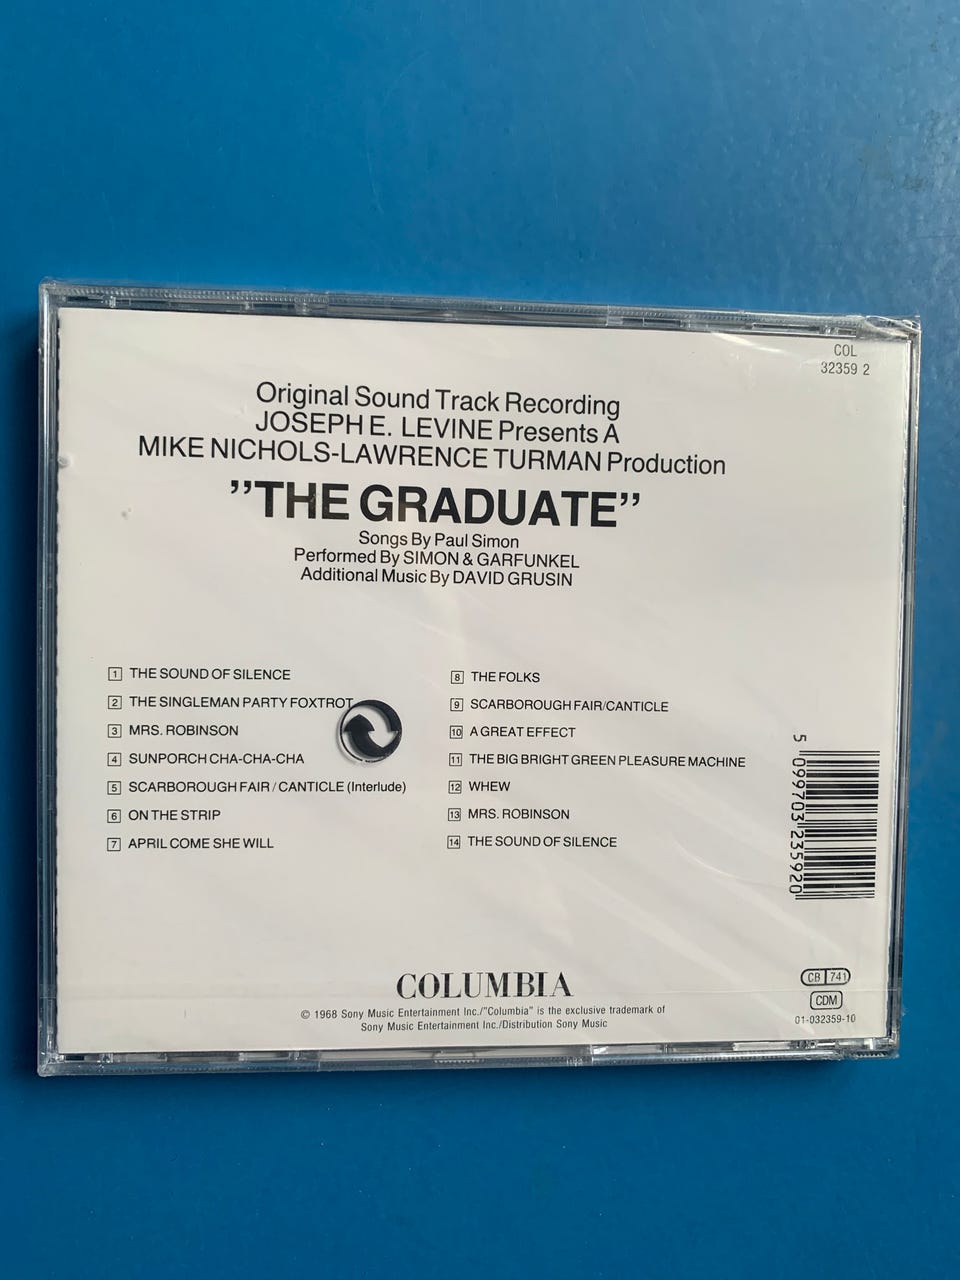 COL
32359 2
Original Sound Track Recording
JOSEPH E. LEVINE Presents A
MIKE NICHOLS-LAWRENCE TURMAN Production
”THE GRADUATE”
Songs By Paul Simon
Performed By SIMON & GARFUNKEL
Additional Music By DAVID GRUSIN
1 THE SOUND OF SILENCE
2 THE SINGLEMAN PARTY FOXTROT
3 MRS. ROBINSON
4 SUNPORCH CHA-CHA-CHA
5 SCARBOROUGH FAIR / CANTICLE (Interlude)
6 ON THE STRIP
7 APRIL COME SHE WILL
8 THE FOLKS
9 SCARBOROUGH FAIR/CANTICLE
10 A GREAT EFFECT
11 THE BIG BRIGHT GREEN PLEASURE MACHINE
12 WHEW
13 MRS. ROBINSON
14 THE SOUND OF SILENCE
5 099703 235920
COLUMBIA
© 1968 Sony Music Entertainment Inc./"Columbia" is the exclusive trademark of
Sony Music Entertainment Inc./Distribution Sony Music
CB 741
CDM
01-032359-10